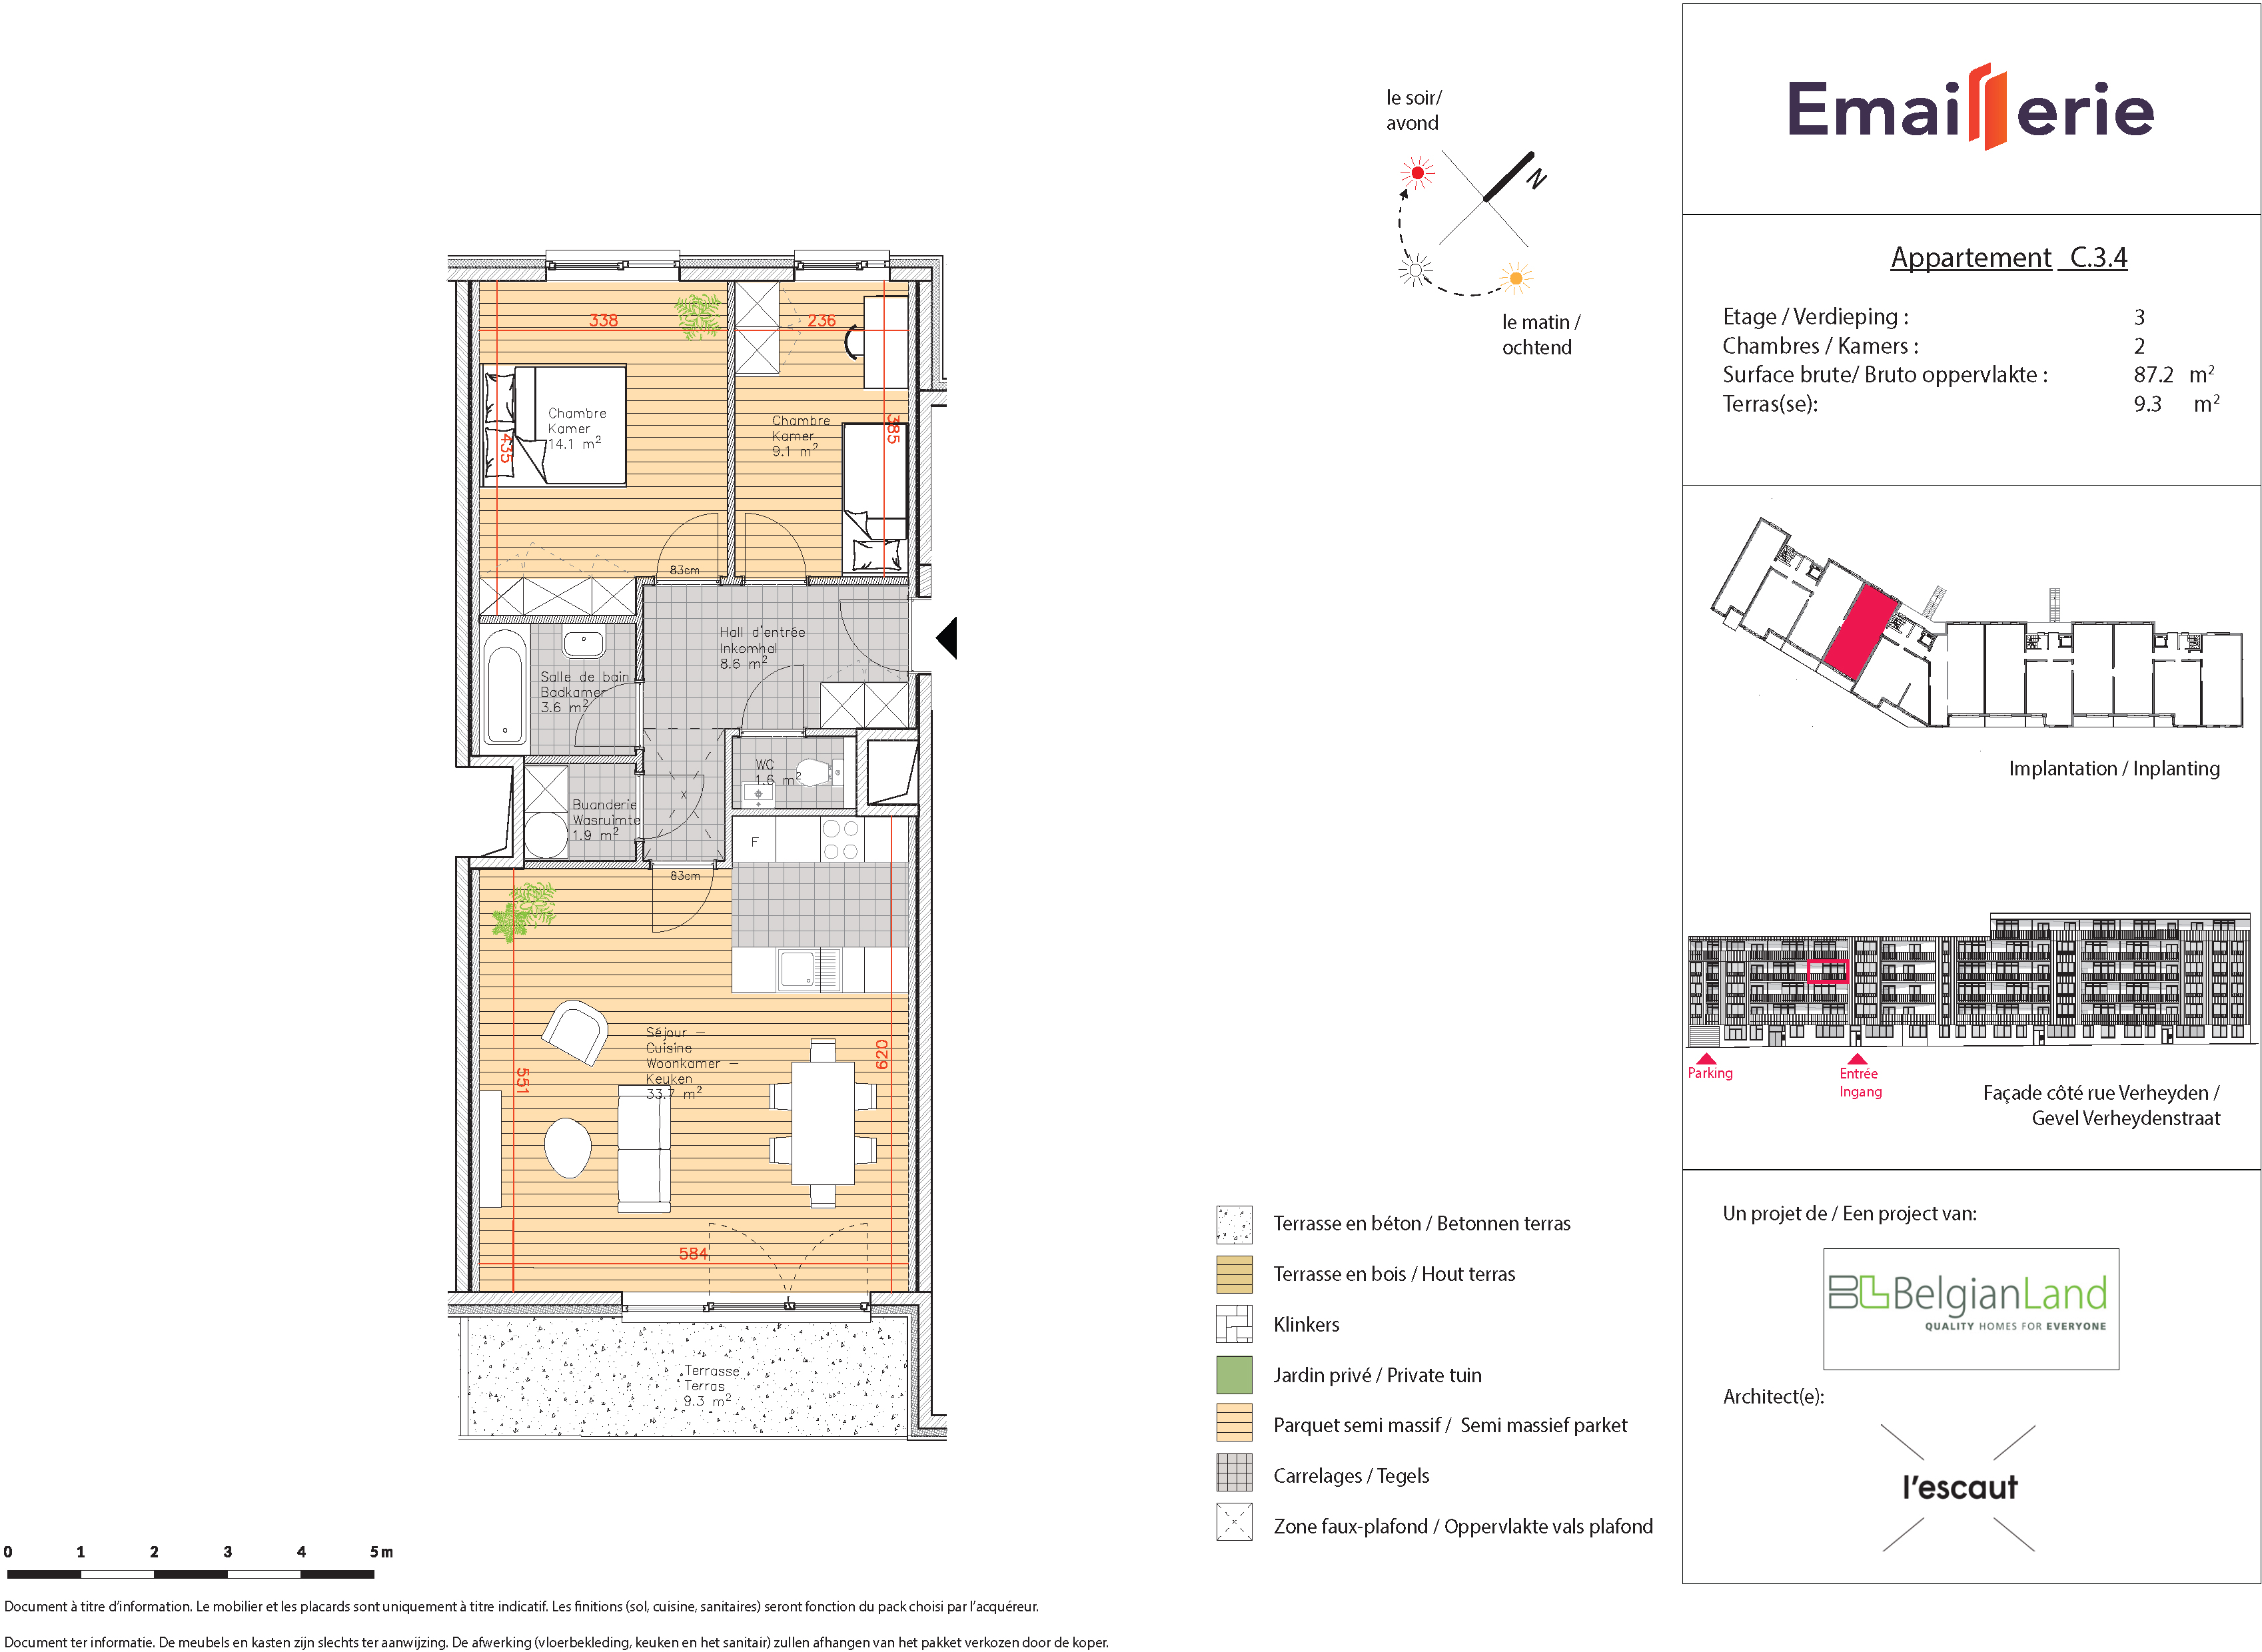 le soir/
avond
N
le matin /
ochtend
Emaillerie
Appartement C.3.4
Etage / Verdieping : 3
Chambres / Kamers : 2
Surface brute/ Bruto oppervlakte : 87.2 m²
Terras(se): 9.3 m²
Implantation / Inplanting
Parking
Entrée
Ingang
Façade côté rue Verheyden /
Gevel Verheydenstraat
Un projet de / Een project van:
BelgianLand
QUALITY HOMES FOR EVERYONE
Architect(e):
l'escaut
338
236
Chambre
Kamer
14.1 m²
435
Chambre
Kamer
9.1 m²
385
83cm
Hall d'entrée
Inkomhal
8.6 m²
Salle de bain
Badkamer
3.6 m²
WC
1.6 m²
Buanderie
Wasruimte
1.9 m²
F
83cm
Séjour –
Cuisine
Woonkamer –
Keuken
33.7 m²
551
620
584
Terrasse
Terras
9.3 m²
Terrasse en béton / Betonnen terras
Terrasse en bois / Hout terras
Klinkers
Jardin privé / Private tuin
Parquet semi massif / Semi massief parket
Carrelages / Tegels
Zone faux-plafond / Oppervlakte vals plafond
0 1 2 3 4 5 m
Document à titre d'information. Le mobilier et les placards sont uniquement à titre indicatif. Les finitions (sol, cuisine, sanitaires) seront fonction du pack choisi par l'acquéreur.
Document ter informatie. De meubels en kasten zijn slechts ter aanwijzing. De afwerking (vloerbekleding, keuken en het sanitair) zullen afhangen van het pakket verkozen door de koper.